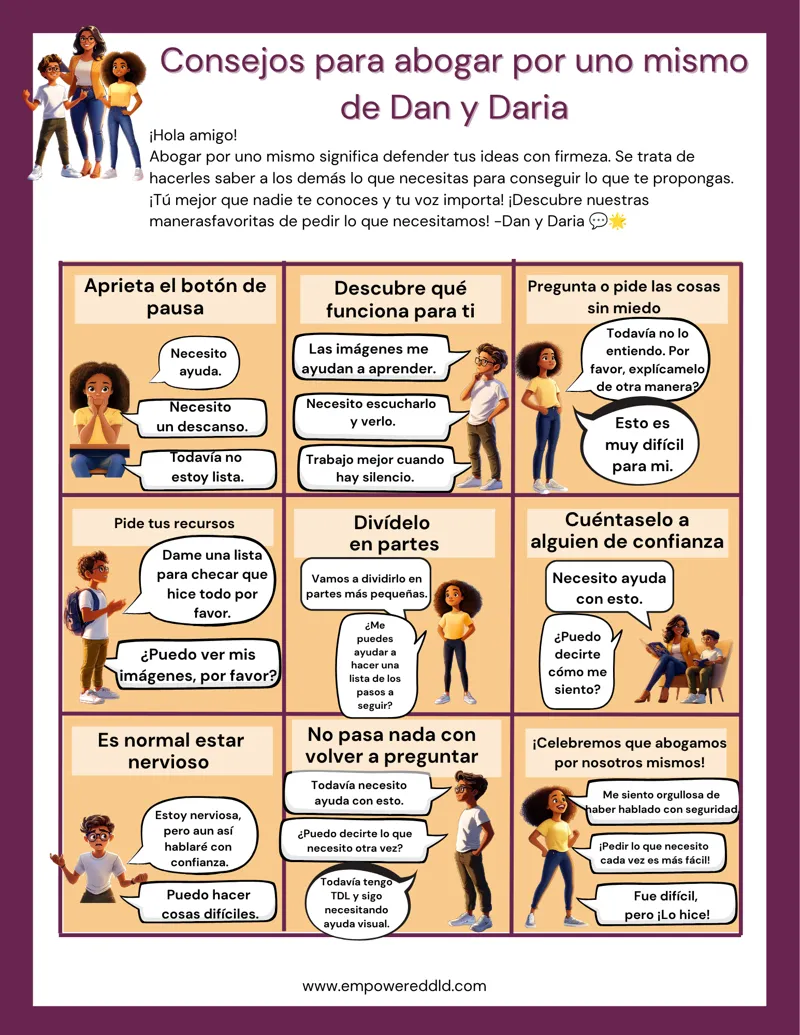 Consejos para abogar por uno mismo
de Dan y Daria
¡Hola amigo!
Abogar por uno mismo significa defender tus ideas con firmeza. Se trata de
hacerles saber a los demás lo que necesitas para conseguir lo que te propongas.
¡Tú mejor que nadie te conoces y tu voz importa! ¡Descubre nuestras
manerasfavoritas de pedir lo que necesitamos! -Dan y Daria 💬🌟
Aprieta el botón de
pausa
Necesito
ayuda.
Necesito
un descanso.
Todavía no
estoy lista.
Descubre qué
funciona para ti
Las imágenes me
ayudan a aprender.
Necesito escucharlo
y verlo.
Trabajo mejor cuando
hay silencio.
Pregunta o pide las cosas
sin miedo
Todavía no lo
entiendo. Por
favor, explícamelo
de otra manera?
Esto es
muy difícil
para mi.
Pide tus recursos
Dame una lista
para checar que
hice todo por
favor.
¿Puedo ver mis
imágenes, por favor?
Divídelo
en partes
Vamos a dividirlo en
partes más pequeñas.
¿Me
puedes
ayudar a
hacer una
lista de los
pasos a
seguir?
Cuéntaselo a
alguien de confianza
Necesito ayuda
con esto.
¿Puedo
decirte
cómo me
siento?
Es normal estar
nervioso
Estoy nerviosa,
pero aun así
hablaré con
confianza.
Puedo hacer
cosas difíciles.
No pasa nada con
volver a preguntar
Todavía necesito
ayuda con esto.
¿Puedo decirte lo que
necesito otra vez?
Todavía tengo
TDL y sigo
necesitando
ayuda visual.
¡Celebremos que abogamos
por nosotros mismos!
Me siento orgullosa de
haber hablado con seguridad.
¡Pedir lo que necesito
cada vez es más fácil!
Fue difícil,
pero ¡Lo hice!
www.empowereddld.com